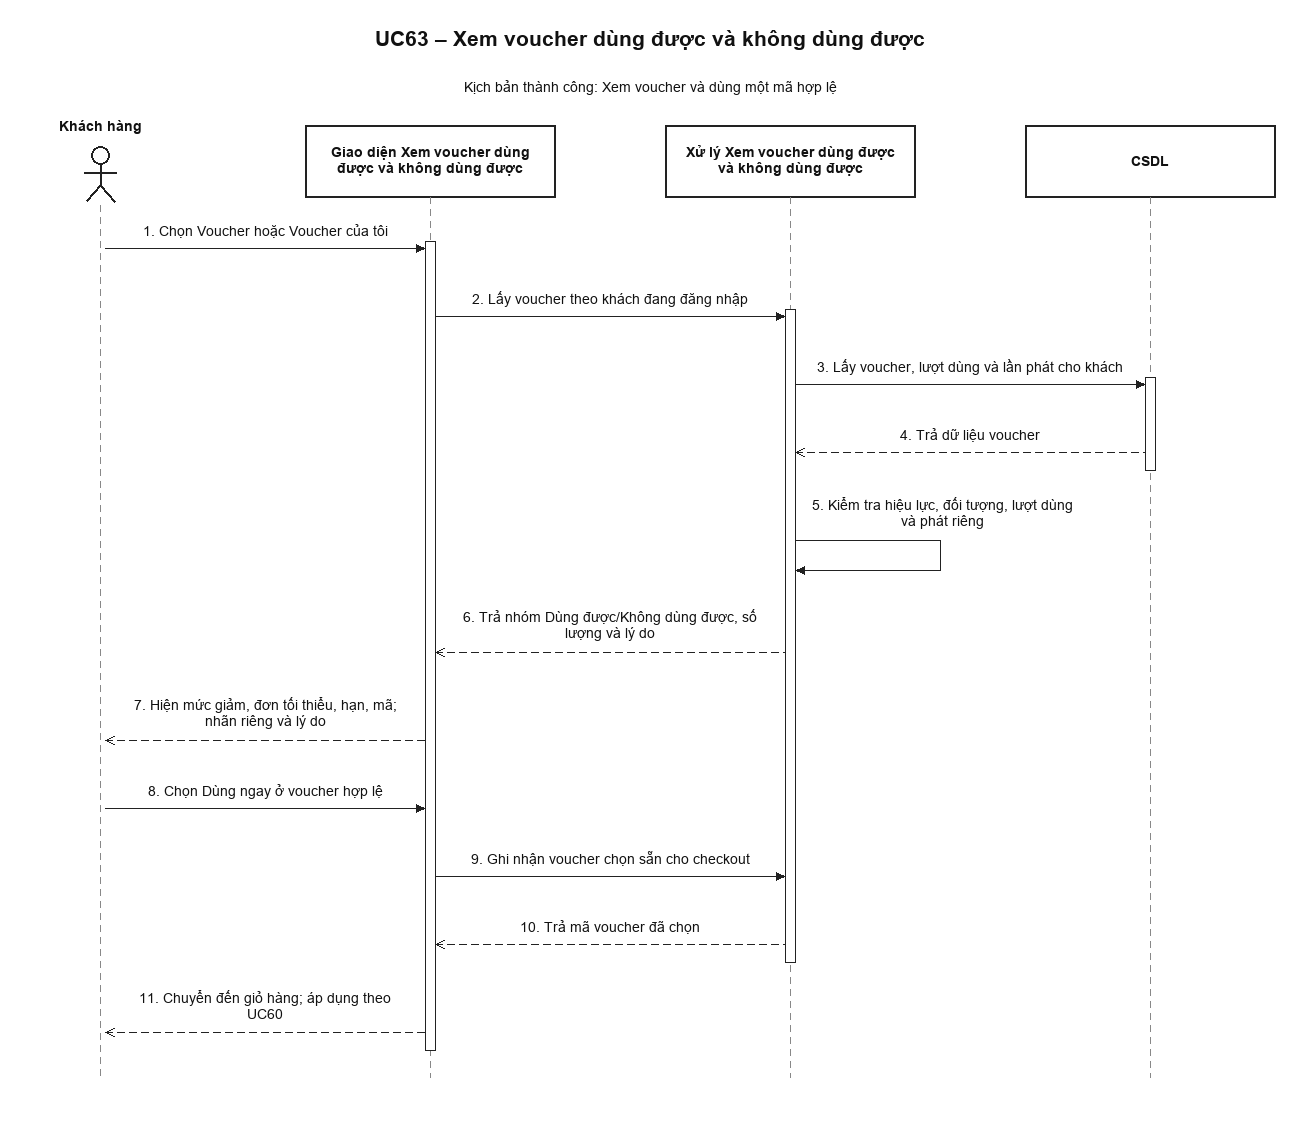 UC63 – Xem voucher dùng được và không dùng được
Kịch bản thành công: Xem voucher và dùng một mã hợp lệ
Khách hàng
Giao diện Xem voucher dùng
được và không dùng được
Xử lý Xem voucher dùng được
và không dùng được
CSDL
1. Chọn Voucher hoặc Voucher của tôi
2. Lấy voucher theo khách đang đăng nhập
3. Lấy voucher, lượt dùng và lần phát cho khách
4. Trả dữ liệu voucher
5. Kiểm tra hiệu lực, đối tượng, lượt dùng
và phát riêng
6. Trả nhóm Dùng được/Không dùng được, số
lượng và lý do
7. Hiện mức giảm, đơn tối thiểu, hạn, mã;
nhãn riêng và lý do
8. Chọn Dùng ngay ở voucher hợp lệ
9. Ghi nhận voucher chọn sẵn cho checkout
10. Trả mã voucher đã chọn
11. Chuyển đến giỏ hàng; áp dụng theo
UC60